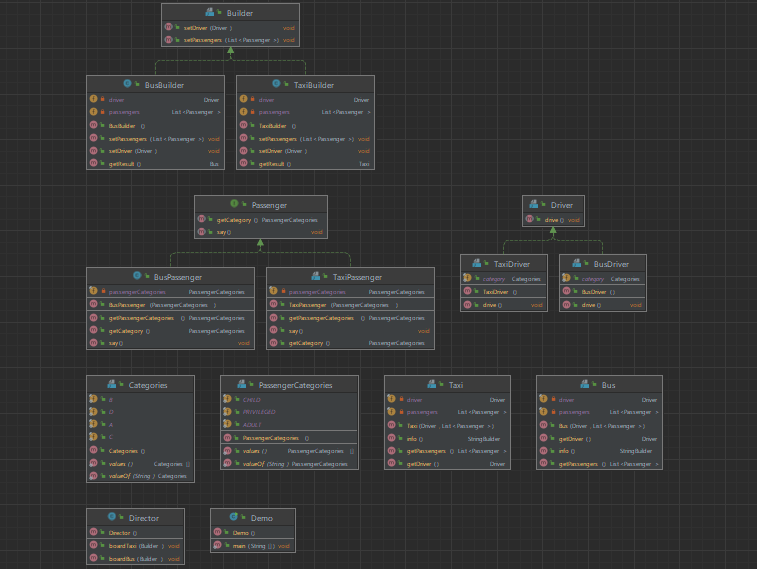 Builder
setDriver (Driver ) void
setPassengers (List <Passenger >) void
BusBuilder
driver Driver
passengers List <Passenger >
BusBuilder ()
setPassengers (List <Passenger >) void
setDriver (Driver ) void
getResult () Bus
TaxiBuilder
driver Driver
passengers List <Passenger >
TaxiBuilder ()
setPassengers (List <Passenger >) void
setDriver (Driver ) void
getResult () Taxi
Passenger
getCategory () PassengerCategories
say() void
Driver
drive () void
BusPassenger
passengerCategories PassengerCategories
BusPassenger (PassengerCategories )
getPassengerCategories () PassengerCategories
getCategory () PassengerCategories
say() void
TaxiPassenger
passengerCategories PassengerCategories
TaxiPassenger (PassengerCategories )
getPassengerCategories () PassengerCategories
say() void
getCategory () PassengerCategories
TaxiDriver
category Categories
TaxiDriver ()
drive () void
BusDriver
category Categories
BusDriver ()
drive () void
Categories
B
D
A
C
Categories ()
values () Categories []
valueOf (String ) Categories
PassengerCategories
CHILD
PRIVILEGED
ADULT
PassengerCategories ()
values () PassengerCategories []
valueOf (String ) PassengerCategories
Taxi
driver Driver
passengers List <Passenger >
Taxi (Driver , List <Passenger >)
info () StringBuilder
getPassengers () List <Passenger >
getDriver () Driver
Bus
driver Driver
passengers List <Passenger >
Bus (Driver , List <Passenger >)
getDriver () Driver
info () StringBuilder
getPassengers () List <Passenger >
Director
Director ()
boardTaxi (Builder ) void
boardBus (Builder ) void
Demo
Demo ()
main (String []) void